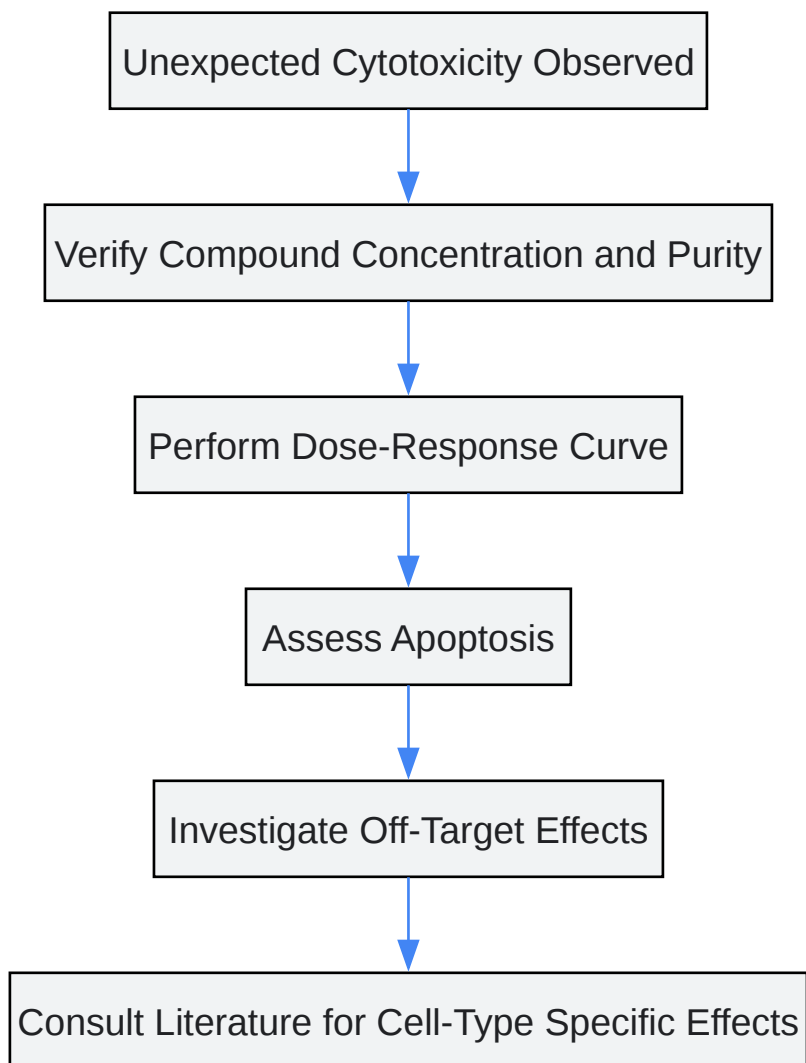 Unexpected Cytotoxicity Observed
Verify Compound Concentration and Purity
Perform Dose-Response Curve
Assess Apoptosis
Investigate Off-Target Effects
Consult Literature for Cell-Type Specific Effects